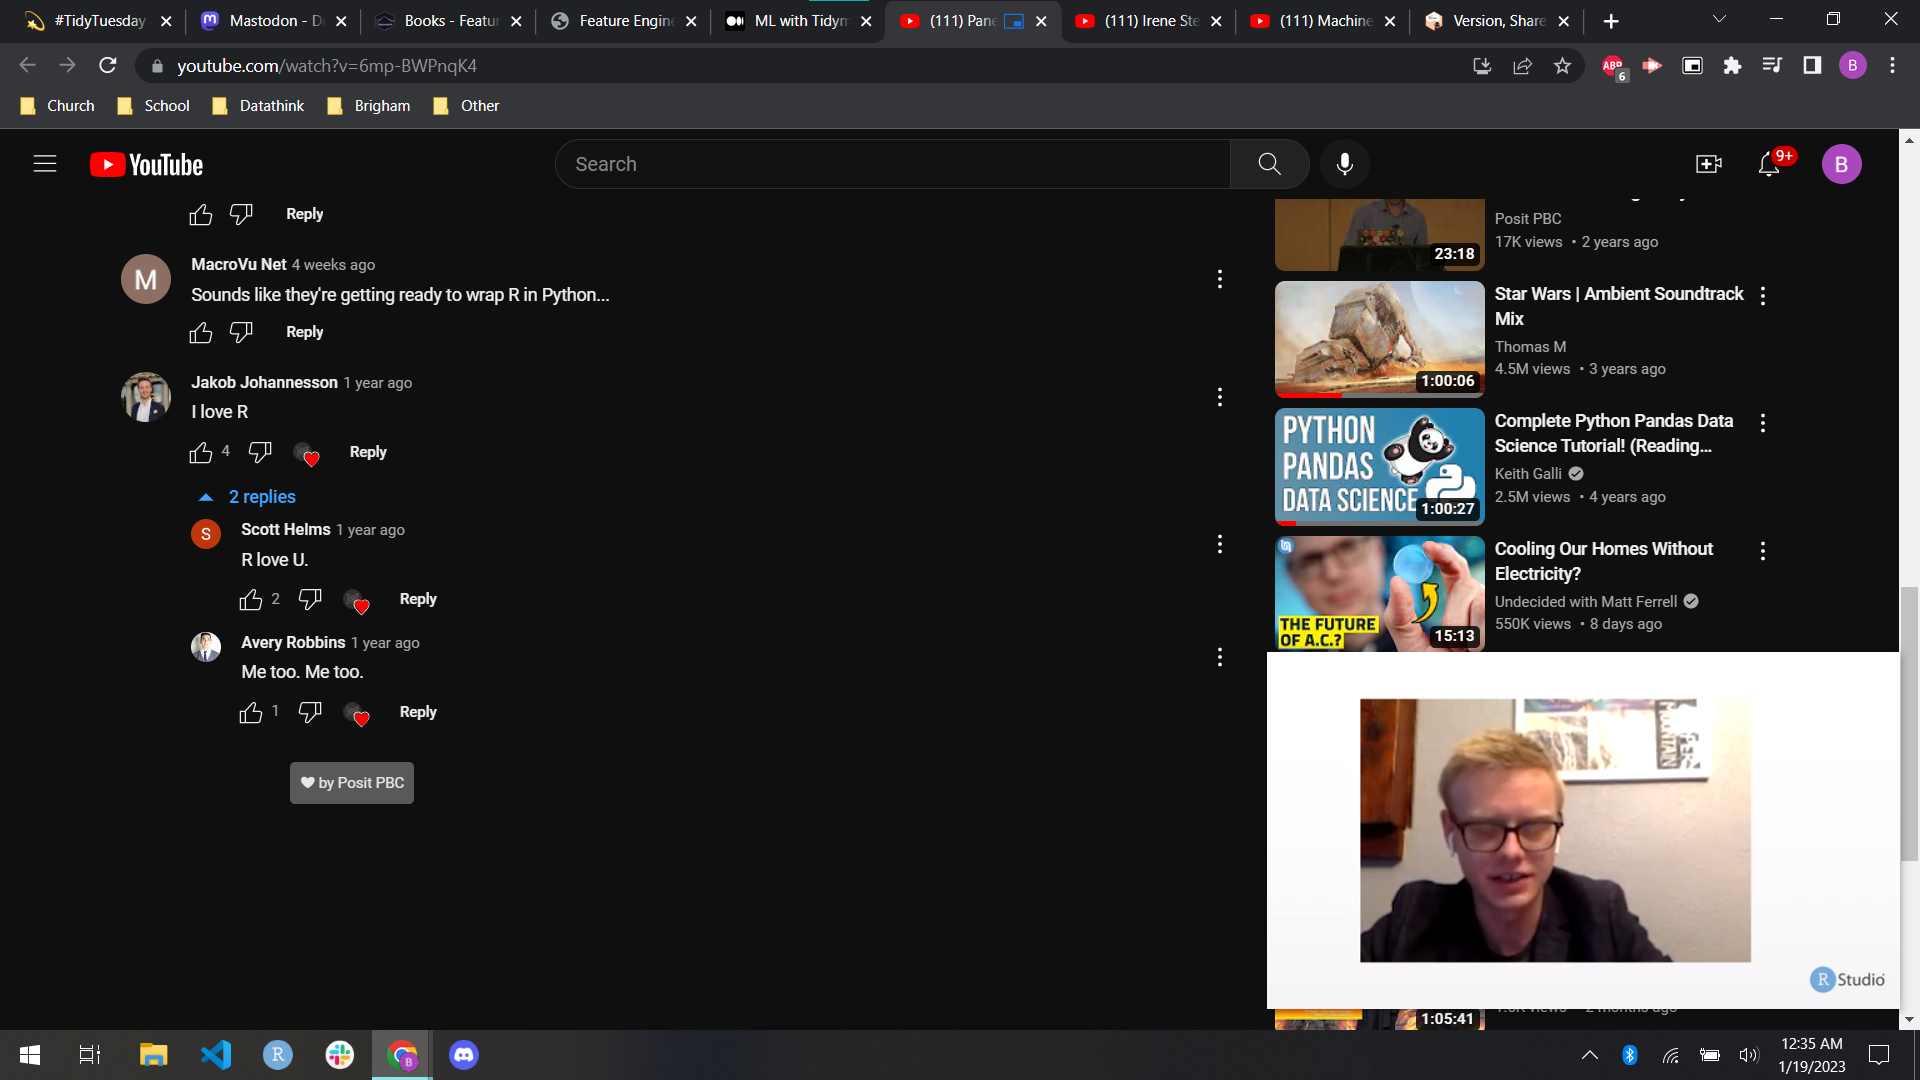 #TidyTuesday
Mastodon - De
Books - Featur
Feature Engine
ML with Tidym
(111) Pane
(111) Irene Ste
(111) Machine
Version, Share
youtube.com/watch?v=6mp-BWPnqK4
ABP
6
B
Church
School
Datathink
Brigham
Other
YouTube
Search
9+
B
Reply
M
MacroVu Net 4 weeks ago
Sounds like they're getting ready to wrap R in Python...
Reply
Jakob Johannesson 1 year ago
I love R
4
Reply
2 replies
S
Scott Helms 1 year ago
R love U.
2
Reply
Avery Robbins 1 year ago
Me too. Me too.
1
Reply
by Posit PBC
23:18
Posit PBC
17K views • 2 years ago
1:00:06
Star Wars | Ambient Soundtrack
Mix
Thomas M
4.5M views • 3 years ago
PYTHON
PANDAS
DATA SCIENCE
1:00:27
Complete Python Pandas Data
Science Tutorial! (Reading...
Keith Galli
2.5M views • 4 years ago
THE FUTURE
OF A.C.?
15:13
Cooling Our Homes Without
Electricity?
Undecided with Matt Ferrell
550K views • 8 days ago
R Studio
1:05:41
R
B
12:35 AM
1/19/2023